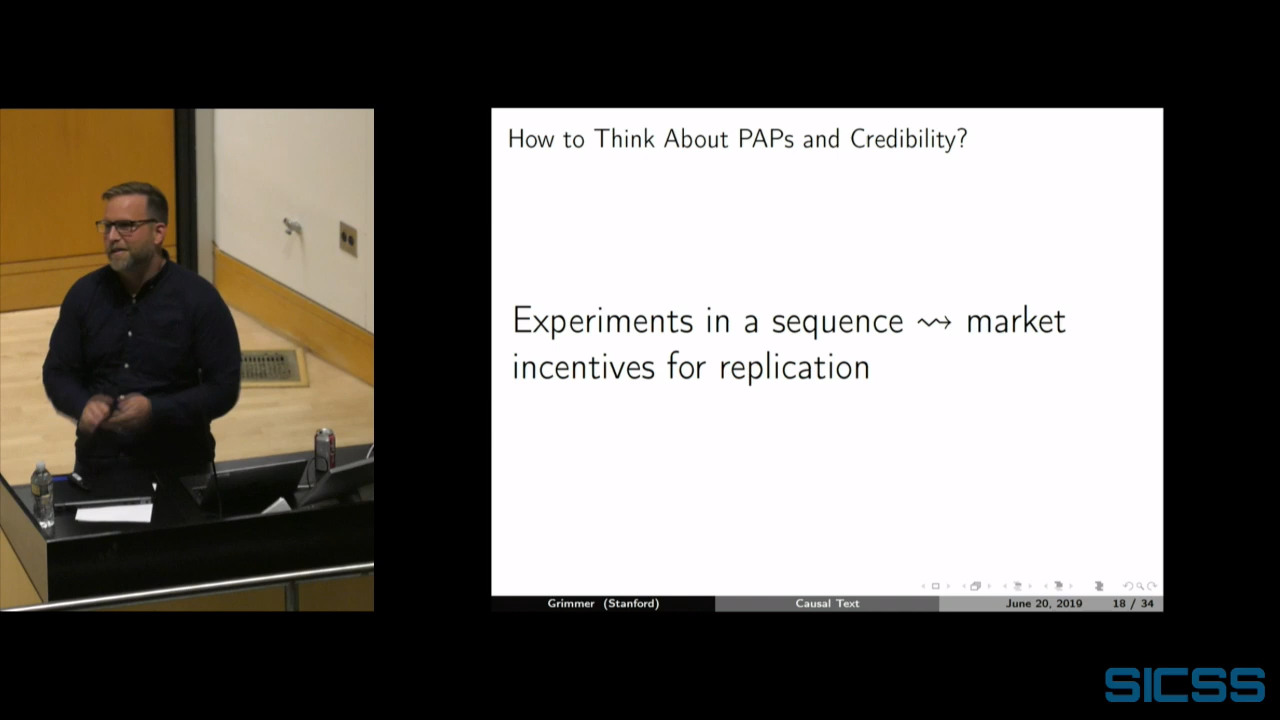 How to Think About PAPs and Credibility?
Experiments in a sequence ⇝ market
incentives for replication
Grimmer (Stanford) Causal Text June 20, 2019 18 / 34
SICSS